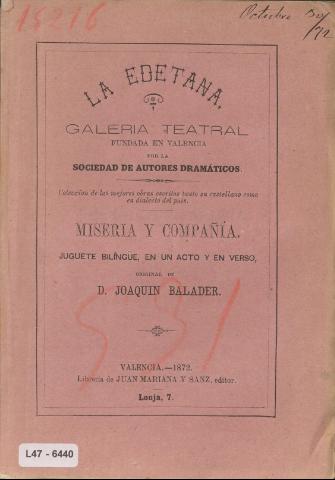 15216
Octubre 30/72
LA EDETANA,
GALERIA TEATRAL
FUNDADA EN VALENCIA
POR LA
SOCIEDAD DE AUTORES DRAMÁTICOS.
Coleccion de las mejores obras escritas tanto en castellano como
en dialecto del pais.
MISERIA Y COMPAÑÍA.
JUGUETE BILÍNGUE, EN UN ACTO Y EN VERSO,
ORIGINAL DE
D. JOAQUIN BALADER.
VALENCIA.—1872.
Librería de JUAN MARIANA Y SANZ, editor.
Lonja, 7.
L47 - 6440